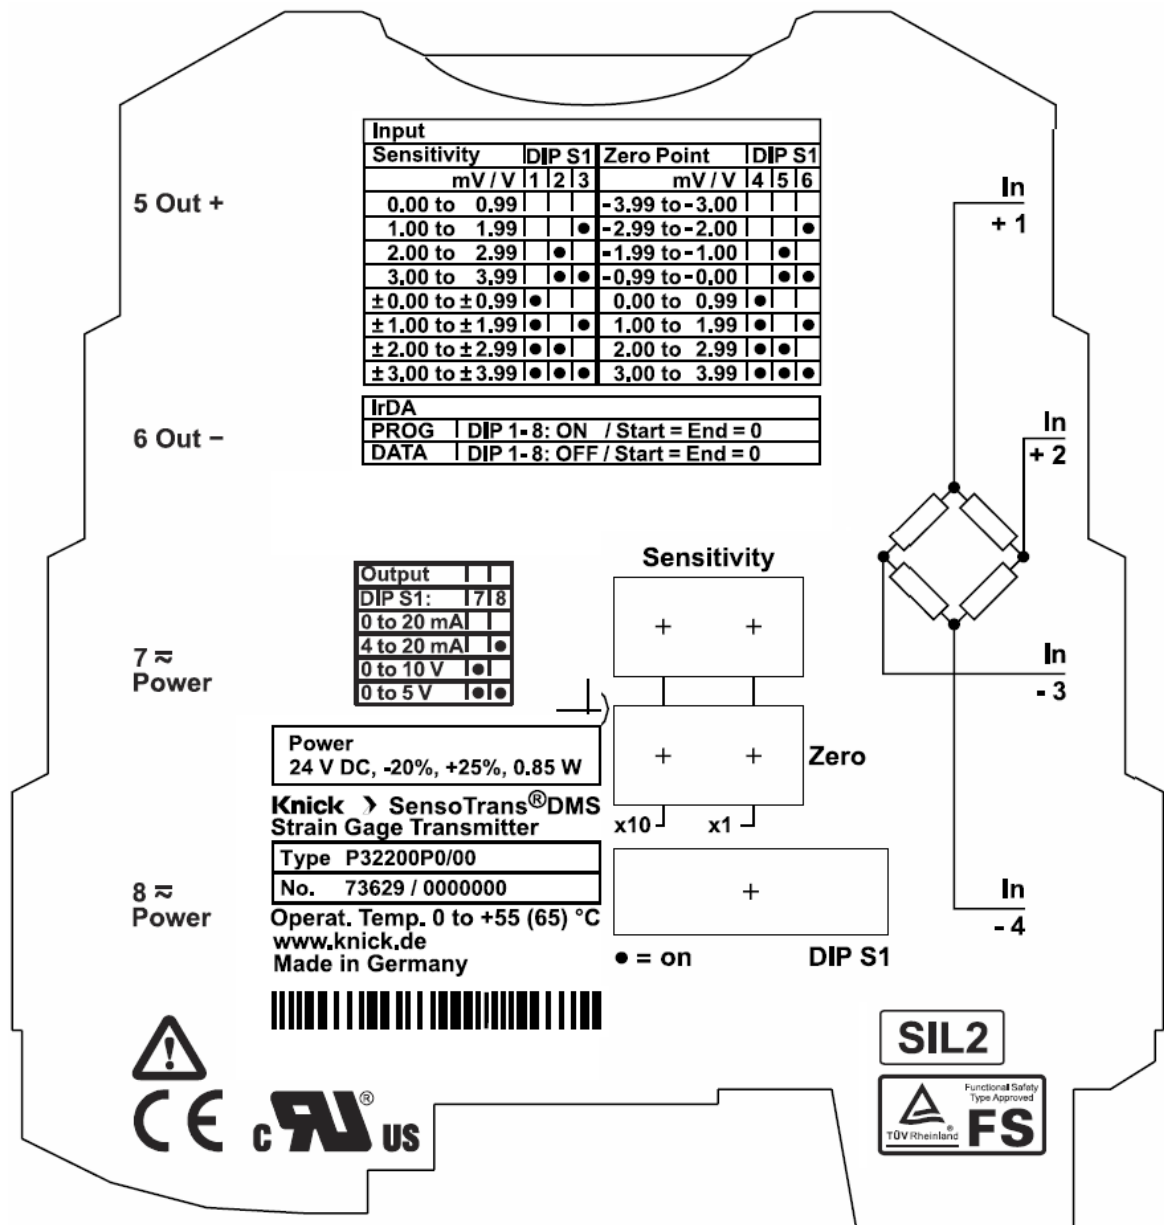 Input
Sensitivity DIP S1 Zero Point DIP S1
mV / V 1 2 3 mV / V 4 5 6
0.00 to 0.99 -3.99 to -3.00
1.00 to 1.99 ● -2.99 to -2.00 ●
2.00 to 2.99 ● -1.99 to -1.00 ●
3.00 to 3.99 ● ● -0.99 to -0.00 ● ●
±0.00 to ±0.99 ● 0.00 to 0.99 ●
±1.00 to ±1.99 ● ● 1.00 to 1.99 ● ●
±2.00 to ±2.99 ● ● 2.00 to 2.99 ● ●
±3.00 to ±3.99 ● ● ● 3.00 to 3.99 ● ● ●
IrDA
PROG DIP 1-8: ON / Start = End = 0
DATA DIP 1-8: OFF / Start = End = 0
5 Out +
6 Out −
7 ⎓
Power
8 ⎓
Power
In
+ 1
In
+ 2
In
- 3
In
- 4
Output
DIP S1: 7 8
0 to 20 mA
4 to 20 mA ●
0 to 10 V ●
0 to 5 V ● ●
Sensitivity
Zero
x10 x1
● = on DIP S1
Power
24 V DC, -20%, +25%, 0.85 W
Knick SensoTrans®DMS
Strain Gage Transmitter
Type P32200P0/00
No. 73629 / 0000000
Operat. Temp. 0 to +55 (65) °C
www.knick.de
Made in Germany
CE
c RU ® US
SIL2
TÜVRheinland ®
Functional Safety
Type Approved
FS